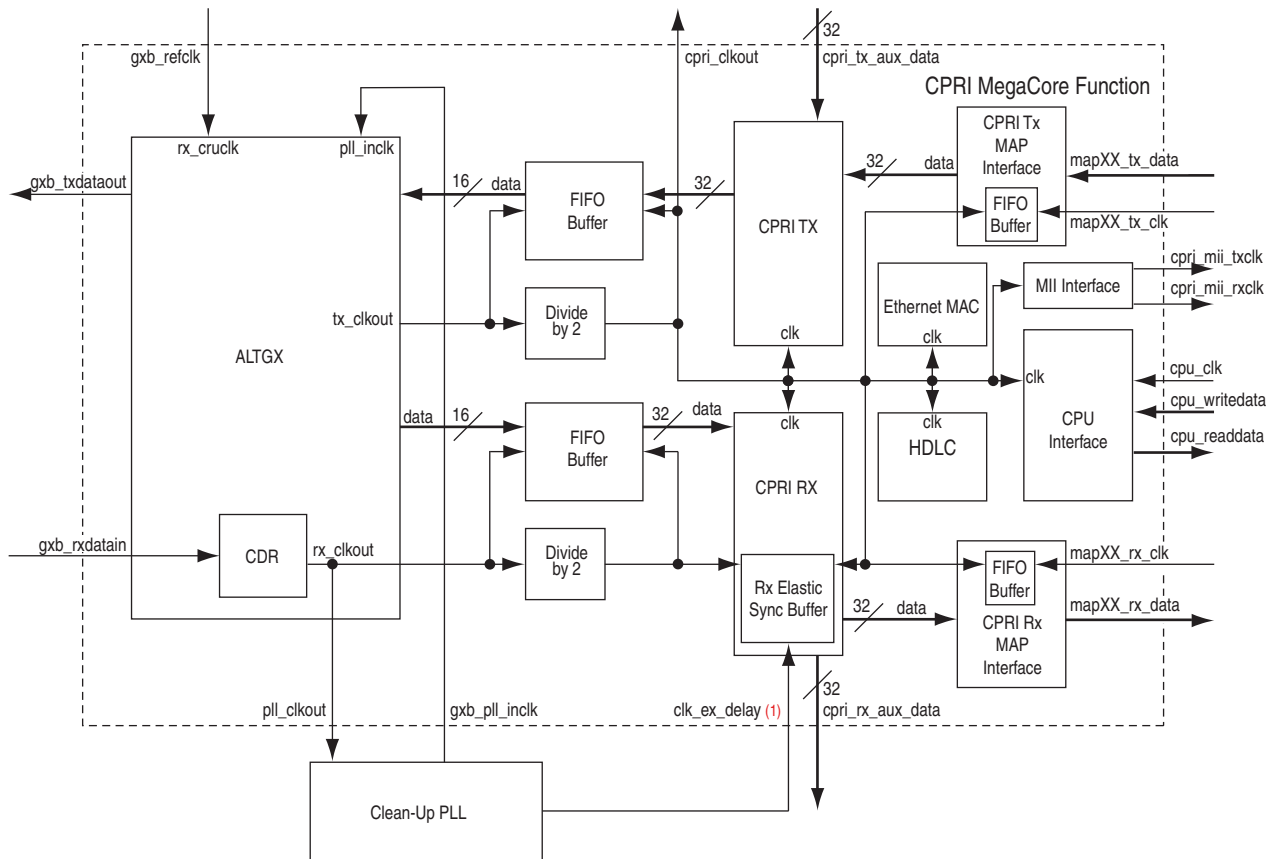 32
gxb_refclk
cpri_clkout
cpri_tx_aux_data
CPRI MegaCore Function
rx_cruclk
pll_inclk
CPRI Tx
MAP
Interface
FIFO
Buffer
gxb_txdataout
16
data
FIFO
Buffer
32
CPRI TX
clk
32
data
mapXX_tx_data
mapXX_tx_clk
cpri_mii_txclk
cpri_mii_rxclk
MII Interface
Ethernet MAC
clk
tx_clkout
Divide
by 2
ALTGX
clk
CPU
Interface
cpu_clk
cpu_writedata
cpu_readdata
data
16
FIFO
Buffer
32
data
clk
CPRI RX
clk
HDLC
gxb_rxdatain
CDR
rx_clkout
Divide
by 2
Rx Elastic
Sync Buffer
32
data
FIFO
Buffer
CPRI Rx
MAP
Interface
mapXX_rx_clk
mapXX_rx_data
pll_clkout
gxb_pll_inclk
clk_ex_delay (1)
32
cpri_rx_aux_data
Clean-Up PLL